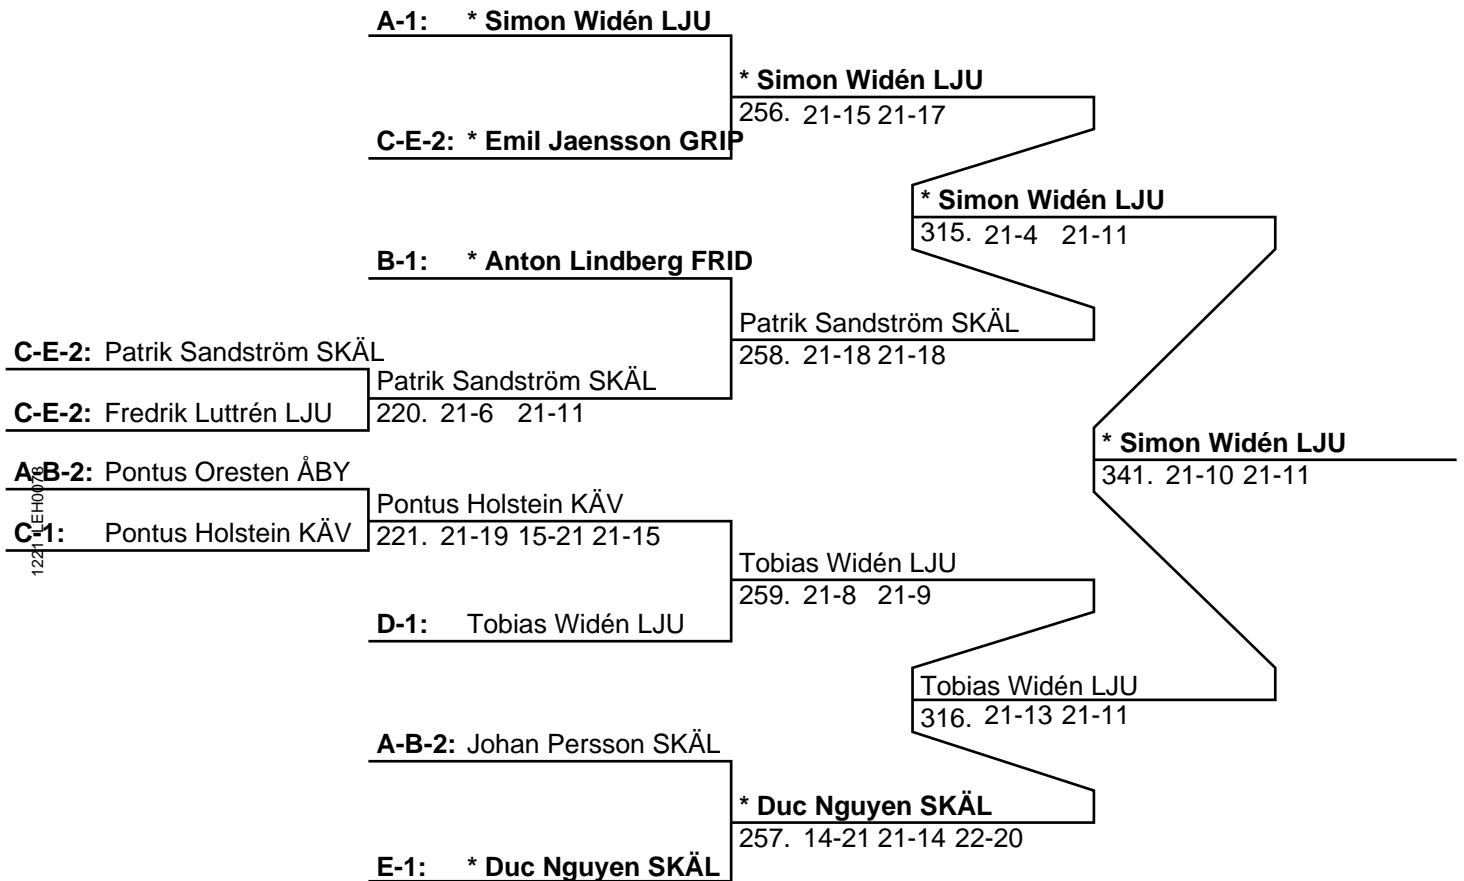 A-1: * Simon Widén LJU
* Simon Widén LJU
256. 21-15 21-17
C-E-2: * Emil Jaensson GRIP
* Simon Widén LJU
315. 21-4 21-11
B-1: * Anton Lindberg FRID
Patrik Sandström SKÄL
258. 21-18 21-18
C-E-2: Patrik Sandström SKÄL
Patrik Sandström SKÄL
220. 21-6 21-11
C-E-2: Fredrik Luttrén LJU
* Simon Widén LJU
341. 21-10 21-11
A-B-2: Pontus Oresten ÅBY
Pontus Holstein KÄV
221. 21-19 15-21 21-15
C-1: Pontus Holstein KÄV
1221 LEH0078
Tobias Widén LJU
259. 21-8 21-9
D-1: Tobias Widén LJU
Tobias Widén LJU
316. 21-13 21-11
A-B-2: Johan Persson SKÄL
* Duc Nguyen SKÄL
257. 14-21 21-14 22-20
E-1: * Duc Nguyen SKÄL